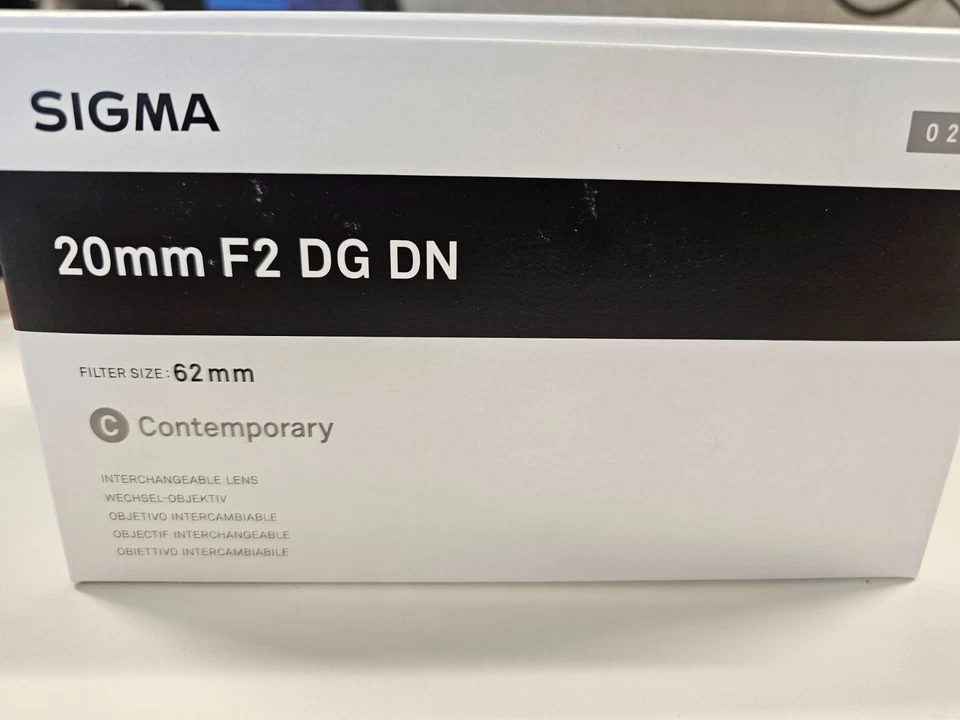 SIGMA
02
20mm F2 DG DN
FILTER SIZE: 62mm
C Contemporary
INTERCHANGEABLE LENS
WECHSEL-OBJEKTIV
OBJETIVO INTERCAMBIABLE
OBJECTIF INTERCHANGEABLE
OBIETTIVO INTERCAMBIABILE